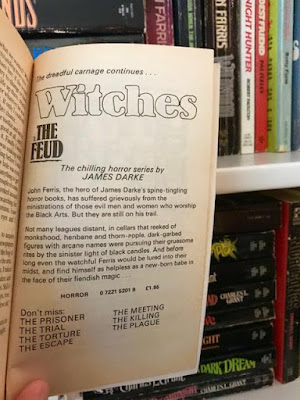 The dreadful carnage continues . . .
Witches
THE
FEUD
The chilling horror series by
JAMES DARKE
John Ferris, the hero of James Darke's spine-tingling
horror books, has suffered grievously from the
ministrations of those evil men and women who worship
the Black Arts. But they are still on his trail.
Not many leagues distant, in cellars that reeked of
monkshood, henbane and thorn-apple, dark-garbed
figures with arcane names were pursuing their gruesome
rites by the sinister light of black candles. And before
long even the watchful Ferris would be lured into their
midst, and find himself as helpless as a new-born babe in
the face of their fiendish magic . . .
HORROR 0 7221 5201 8 £1.95
Don't miss:
THE PRISONER
THE TRIAL
THE TORTURE
THE ESCAPE
THE MEETING
THE KILLING
THE PLAGUE
NIGHT HUNTER
CHARLES L. GRANT
DARK DREAM
CHARLES L. GRANT